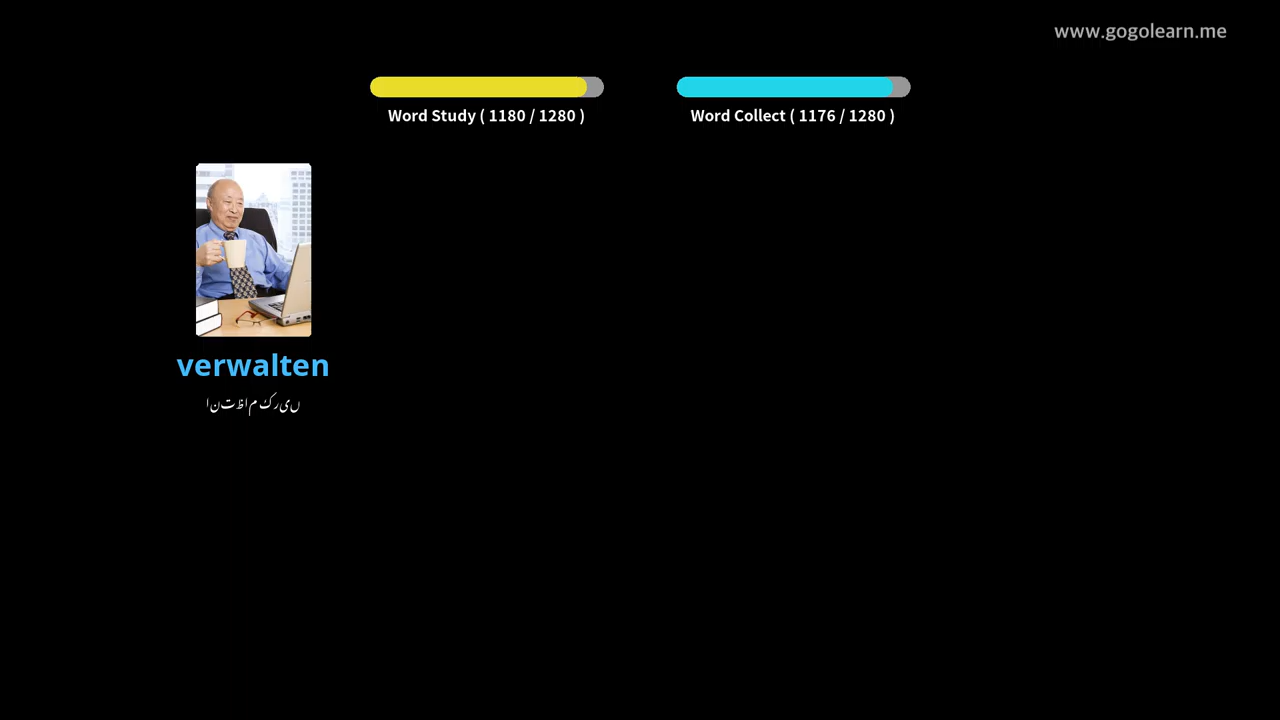 www.gogolearn.me
Word Study ( 1180 / 1280 )
Word Collect ( 1176 / 1280 )
verwalten
انتظام کریں